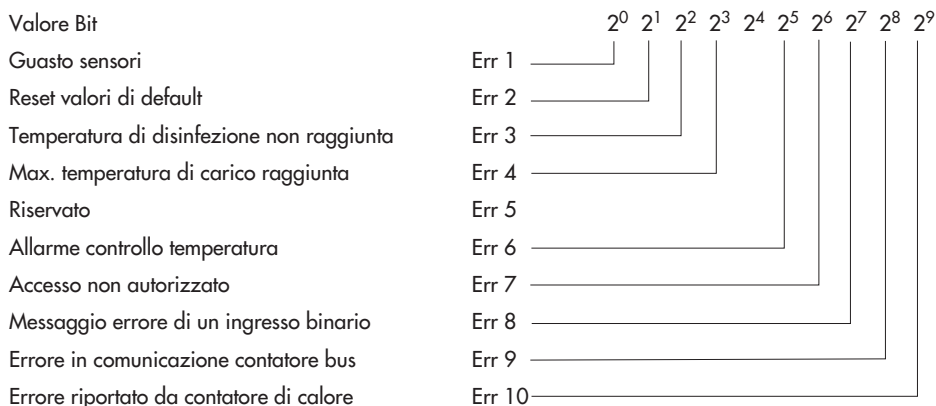 Valore Bit 2⁰ 2¹ 2² 2³ 2⁴ 2⁵ 2⁶ 2⁷ 2⁸ 2⁹
Guasto sensori Err 1
Reset valori di default Err 2
Temperatura di disinfezione non raggiunta Err 3
Max. temperatura di carico raggiunta Err 4
Riservato Err 5
Allarme controllo temperatura Err 6
Accesso non autorizzato Err 7
Messaggio errore di un ingresso binario Err 8
Errore in comunicazione contatore bus Err 9
Errore riportato da contatore di calore Err 10